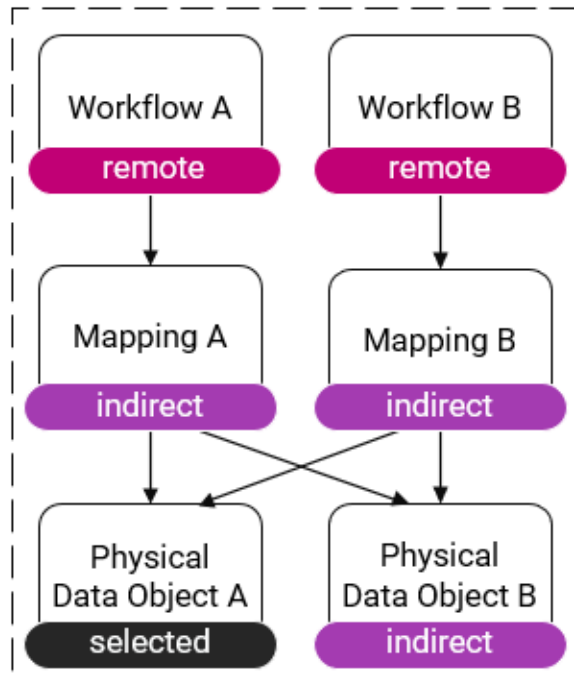 Workflow A
Workflow B
remote
remote
Mapping A
Mapping B
indirect
indirect
Physical
Data Object A
Physical
Data Object B
selected
indirect